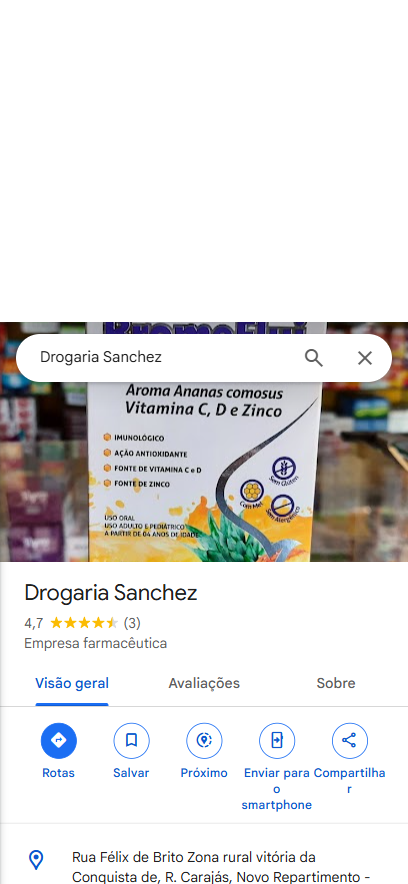 BromoFlui
Drogaria Sanchez
Aroma Ananas comosus
Vitamina C, D e Zinco
IMUNOLÓGICO
AÇÃO ANTIOXIDANTE
FONTE DE VITAMINA C e D
FONTE DE ZINCO
Sem Glúten
Com Mel
USO ORAL
USO ADULTO E PEDIÁTRICO
A PARTIR DE 04 ANOS DE IDADE
Drogaria Sanchez
4,7 (3)
Empresa farmacêutica
Visão geral Avaliações Sobre
Rotas Salvar Próximo Enviar para o smartphone Compartilhar
Rua Félix de Brito Zona rural vitória da
Conquista de, R. Carajás, Novo Repartimento -